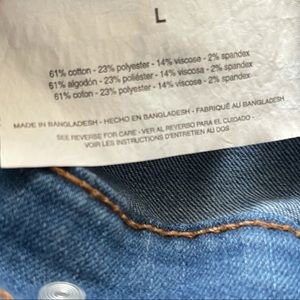 L
61% cotton - 23% polyester - 14% viscose - 2% spandex
61% algodón - 23% poliéster - 14% viscosa - 2% spandex
61% coton - 23% polyester - 14% viscose - 2% spandex
MADE IN BANGLADESH - HECHO EN BANGLADESH - FABRIQUÉ AU BANGLADESH
SEE REVERSE FOR CARE - VER AL REVERSO PARA EL CUIDADO -
VOIR LES INSTRUCTIONS D'ENTRETIEN AU DOS